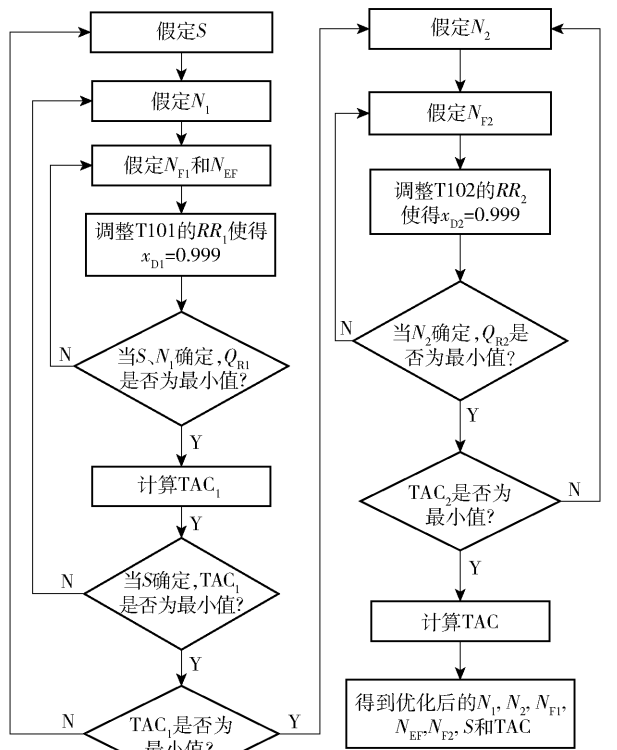 假定S
假定N1
假定NF1和NEF
调整T101的RR1使得
xD1=0.999
当S、N1确定,QR1
是否为最小值?
N
Y
计算TAC1
Y
当S确定,TAC1
是否为最小值?
N
Y
TAC1是否为
最小值?
N
Y
假定N2
假定NF2
调整T102的RR2
使得xD2=0.999
当N2确定,QR2是
否为最小值?
N
Y
TAC2是否为
最小值?
N
Y
计算TAC
得到优化后的N1, N2, NF1,
NEF,NF2, S和TAC